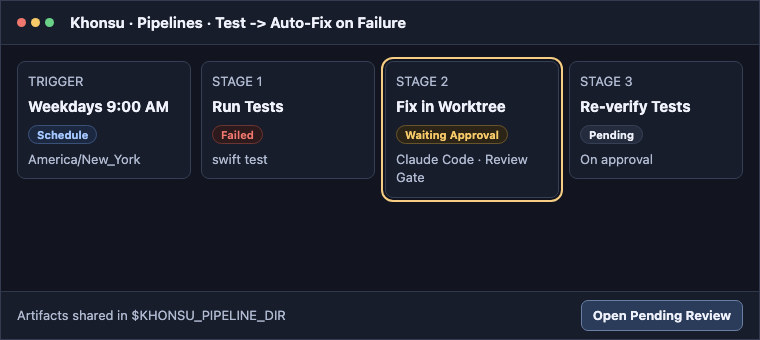 Khonsu · Pipelines · Test -> Auto-Fix on Failure
TRIGGER
Weekdays 9:00 AM
Schedule
America/New_York
STAGE 1
Run Tests
Failed
swift test
STAGE 2
Fix in Worktree
Waiting Approval
Claude Code · Review
Gate
STAGE 3
Re-verify Tests
Pending
On approval
Artifacts shared in $KHONSU_PIPELINE_DIR
Open Pending Review